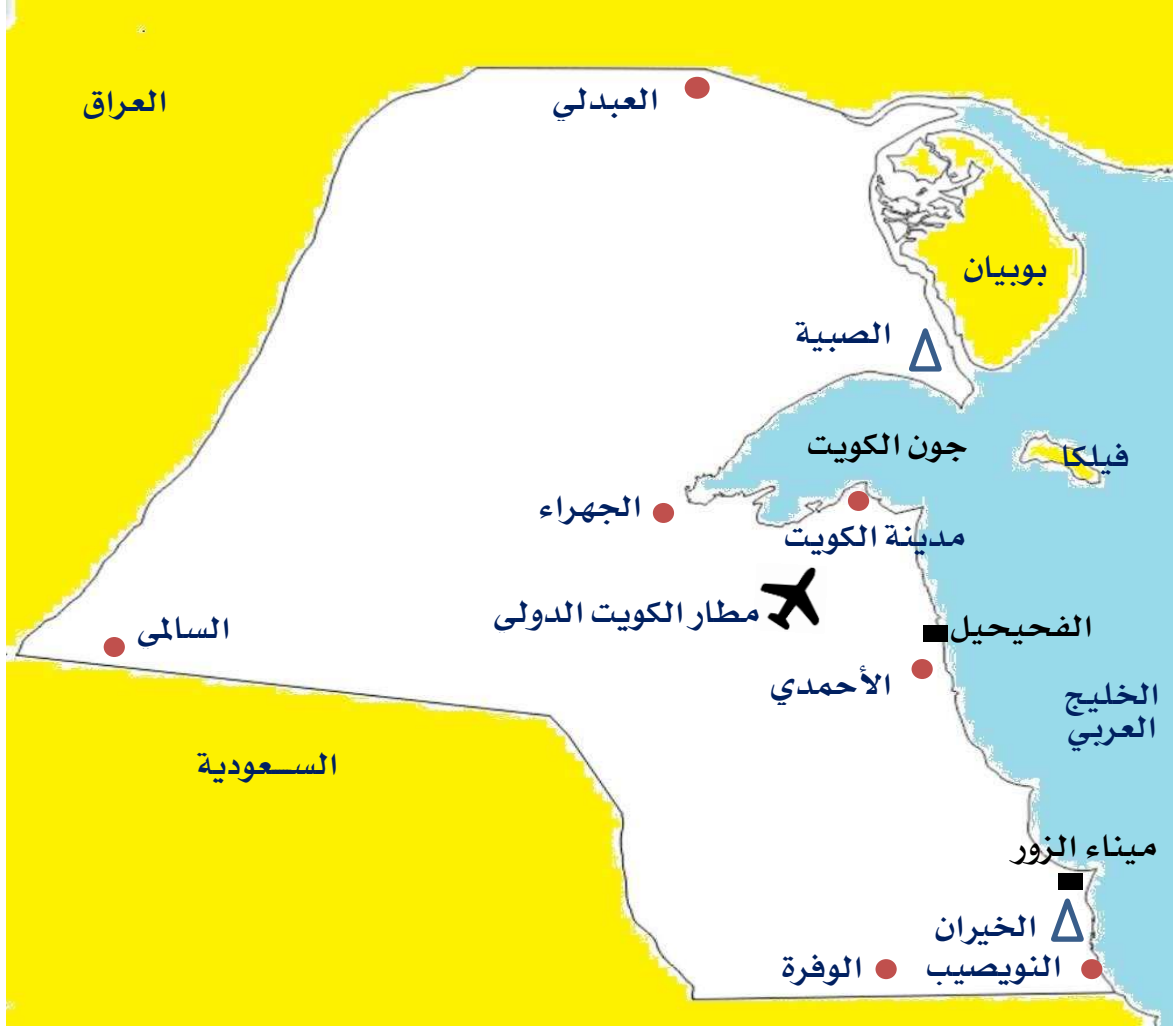 العراق
العبدلي
بوبيان
الصبية
جون الكويت
فيلكا
الجهراء
مدينة الكويت
مطار الكويت الدولى
السالمى
الفحيحيل
الأحمدي
الخليج
العربي
السـعودية
ميناء الزور
الخيران
النويصيب
الوفرة